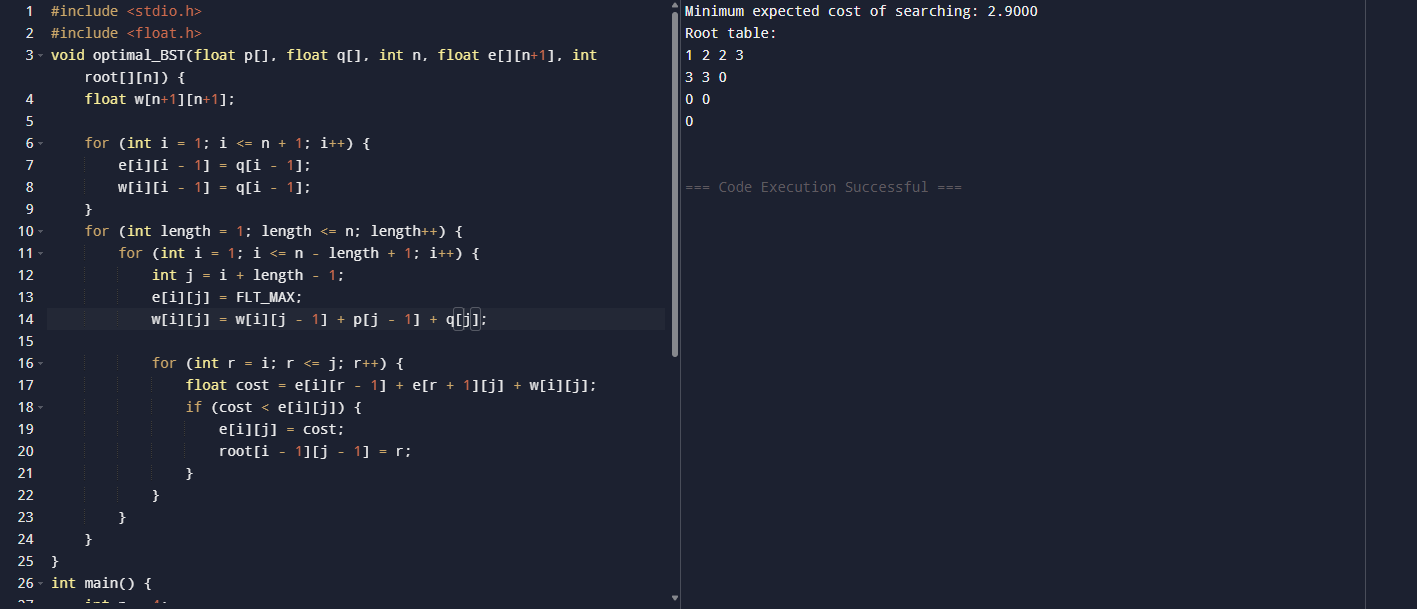 1 #include <stdio.h>
2 #include <float.h>
3 void optimal_BST(float p[], float q[], int n, float e[][n+1], int
root[][n]) {
4 float w[n+1][n+1];
5
6 for (int i = 1; i <= n + 1; i++) {
7 e[i][i - 1] = q[i - 1];
8 w[i][i - 1] = q[i - 1];
9 }
10 for (int length = 1; length <= n; length++) {
11 for (int i = 1; i <= n - length + 1; i++) {
12 int j = i + length - 1;
13 e[i][j] = FLT_MAX;
14 w[i][j] = w[i][j - 1] + p[j - 1] + q[j];
15
16 for (int r = i; r <= j; r++) {
17 float cost = e[i][r - 1] + e[r + 1][j] + w[i][j];
18 if (cost < e[i][j]) {
19 e[i][j] = cost;
20 root[i - 1][j - 1] = r;
21 }
22 }
23 }
24 }
25 }
26 int main() {
Minimum expected cost of searching: 2.9000
Root table:
1 2 2 3
3 3 0
0 0
0
=== Code Execution Successful ===